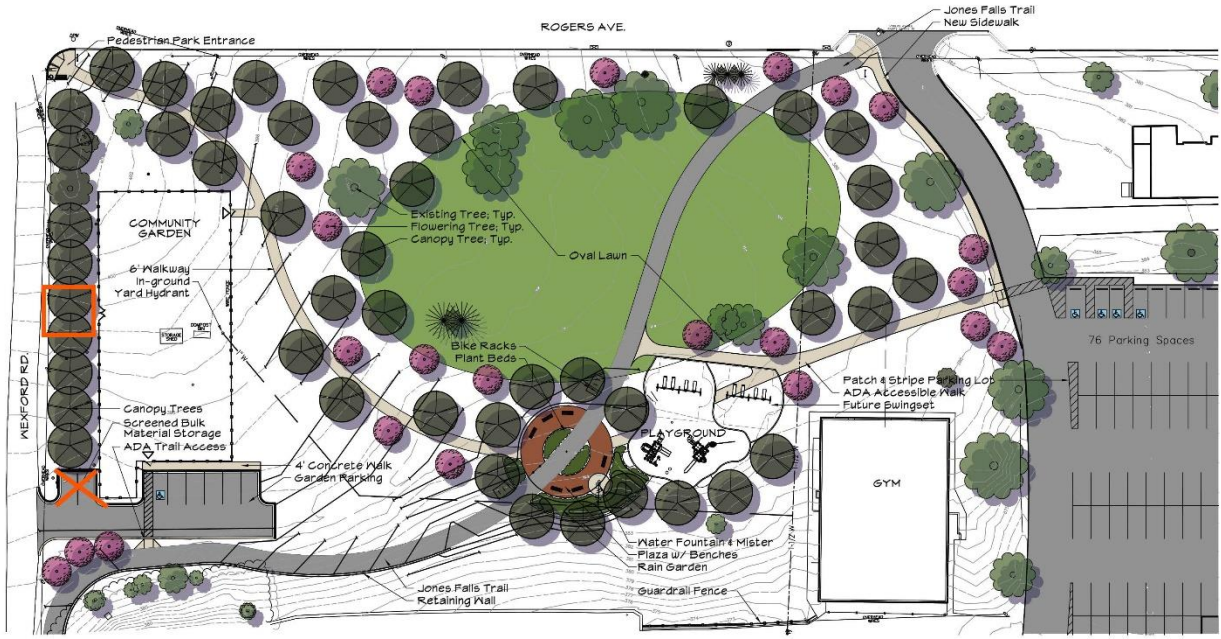 ROGERS AVE.
Jones Falls Trail
New Sidewalk
Pedestrian Park Entrance
COMMUNITY
GARDEN
Existing Tree; Typ.
Flowering Tree; Typ.
Canopy Tree; Typ.
Oval Lawn
6' Walkway
In-ground
Yard Hydrant
STORAGE
SHED
COMPOST
BIN
WEXFORD RD.
Bike Racks
Plant Beds
76 Parking Spaces
Patch & Stripe Parking Lot
ADA Accessible Walk
Future Swingset
Canopy Trees
Screened Bulk
Material Storage
ADA Trail Access
PLAYGROUND
4' Concrete Walk
Garden Parking
GYM
Water Fountain & Mister
Plaza w/ Benches
Rain Garden
Jones Falls Trail
Retaining Wall
Guardrail Fence